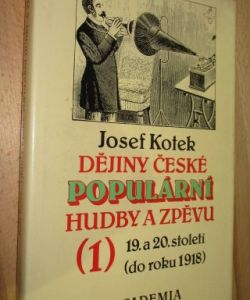 Josef Kotek
DĚJINY ČESKÉ
POPULÁRNÍ
HUDBY A ZPĚVU
(1) 19. a 20. století
(do roku 1918)
ACADEMIA